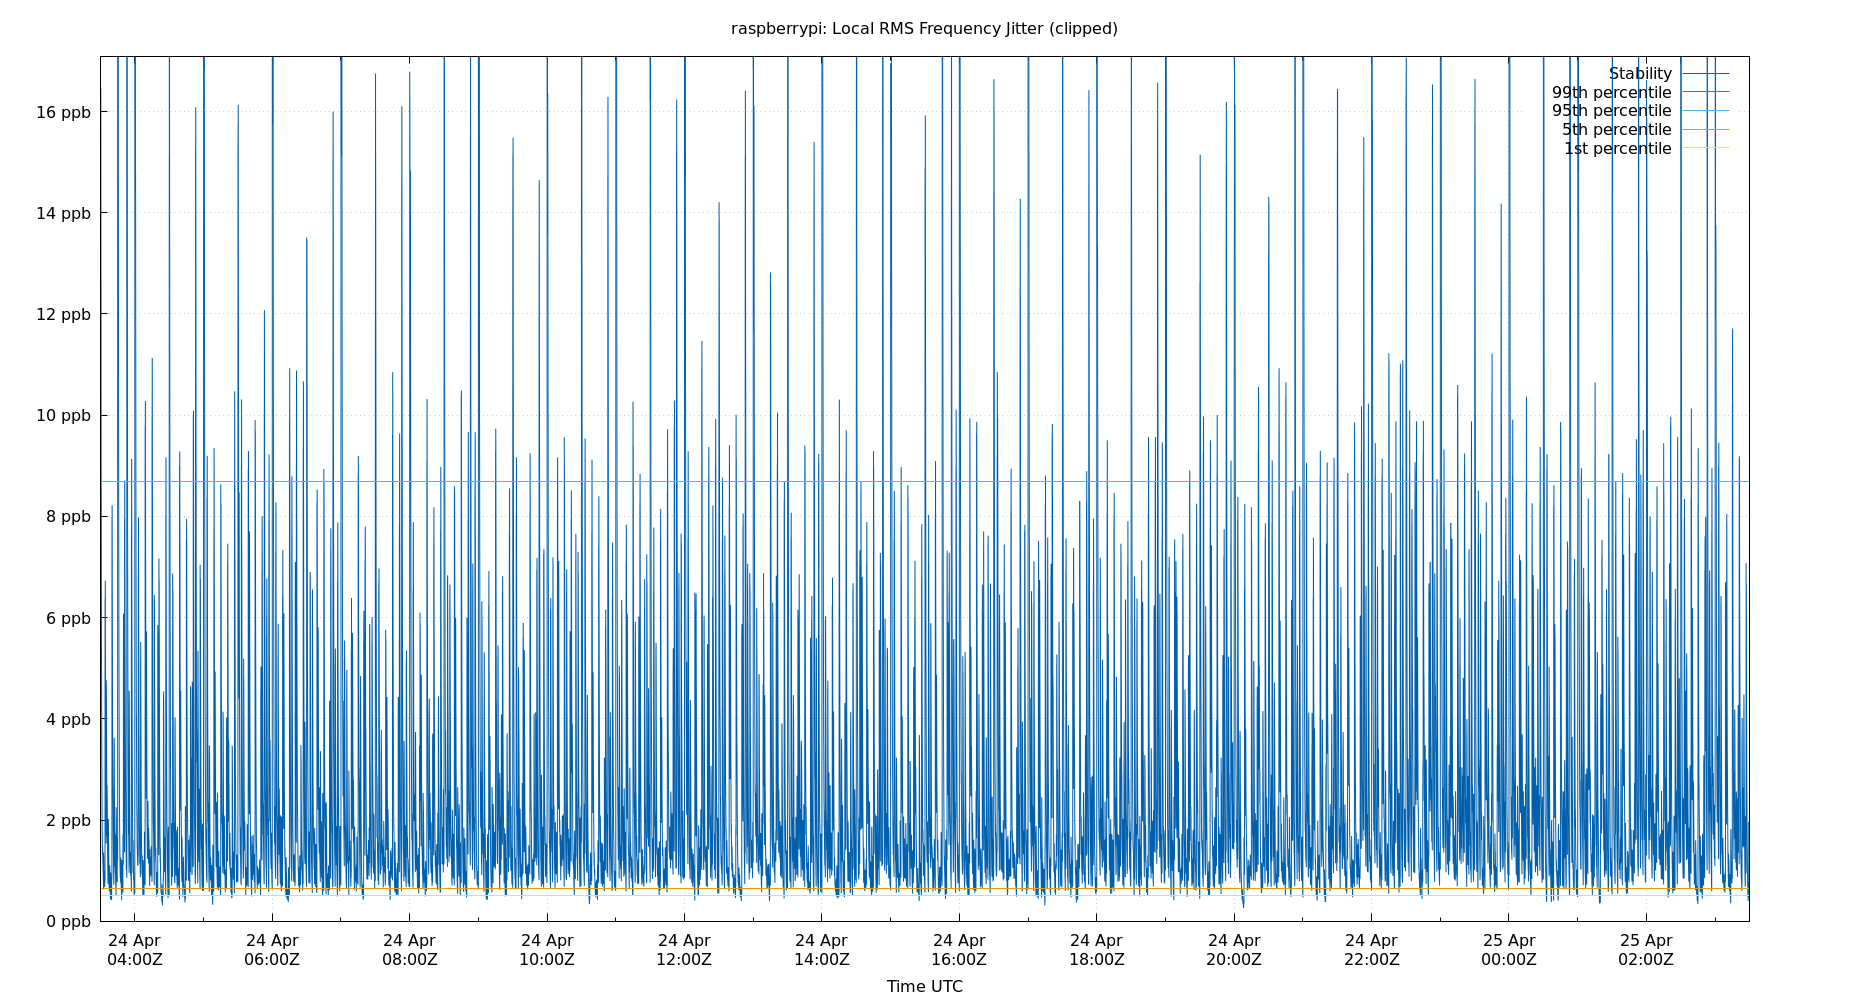 raspberrypi: Local RMS Frequency Jitter (clipped)
Stability
99th percentile
95th percentile
5th percentile
1st percentile
16 ppb
14 ppb
12 ppb
10 ppb
8 ppb
6 ppb
4 ppb
2 ppb
0 ppb
24 Apr 24 Apr 24 Apr 24 Apr 24 Apr 24 Apr 24 Apr 24 Apr 24 Apr 24 Apr 25 Apr 25 Apr
04:00Z 06:00Z 08:00Z 10:00Z 12:00Z 14:00Z 16:00Z 18:00Z 20:00Z 22:00Z 00:00Z 02:00Z
Time UTC